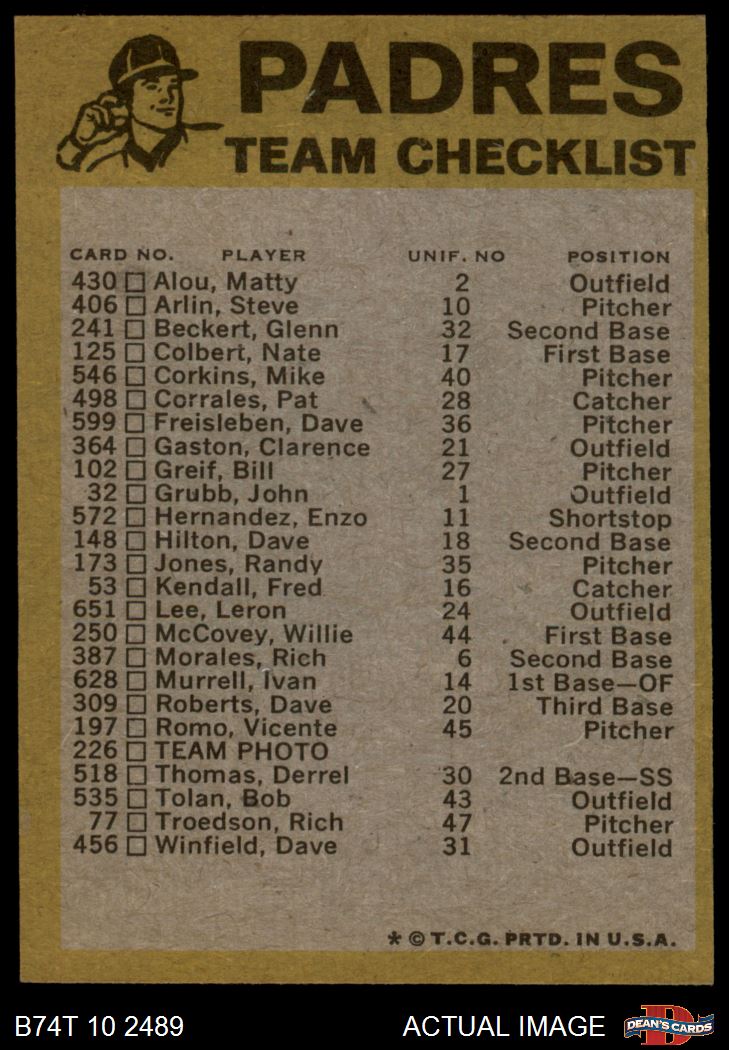 PADRES
TEAM CHECKLIST
CARD NO. PLAYER UNIF. NO POSITION
430 Alou, Matty 2 Outfield
406 Arlin, Steve 10 Pitcher
241 Beckert, Glenn 32 Second Base
125 Colbert, Nate 17 First Base
546 Corkins, Mike 40 Pitcher
498 Corrales, Pat 28 Catcher
599 Freisleben, Dave 36 Pitcher
364 Gaston, Clarence 21 Outfield
102 Greif, Bill 27 Pitcher
32 Grubb, John 1 Outfield
572 Hernandez, Enzo 11 Shortstop
148 Hilton, Dave 18 Second Base
173 Jones, Randy 35 Pitcher
53 Kendall, Fred 16 Catcher
651 Lee, Leron 24 Outfield
250 McCovey, Willie 44 First Base
387 Morales, Rich 6 Second Base
628 Murrell, Ivan 14 1st Base—OF
309 Roberts, Dave 20 Third Base
197 Romo, Vicente 45 Pitcher
226 TEAM PHOTO
518 Thomas, Derrel 30 2nd Base—SS
535 Tolan, Bob 43 Outfield
77 Troedson, Rich 47 Pitcher
456 Winfield, Dave 31 Outfield
* © T.C.G. PRTD. IN U.S.A.
B74T 10 2489 ACTUAL IMAGE DEAN'S CARDS